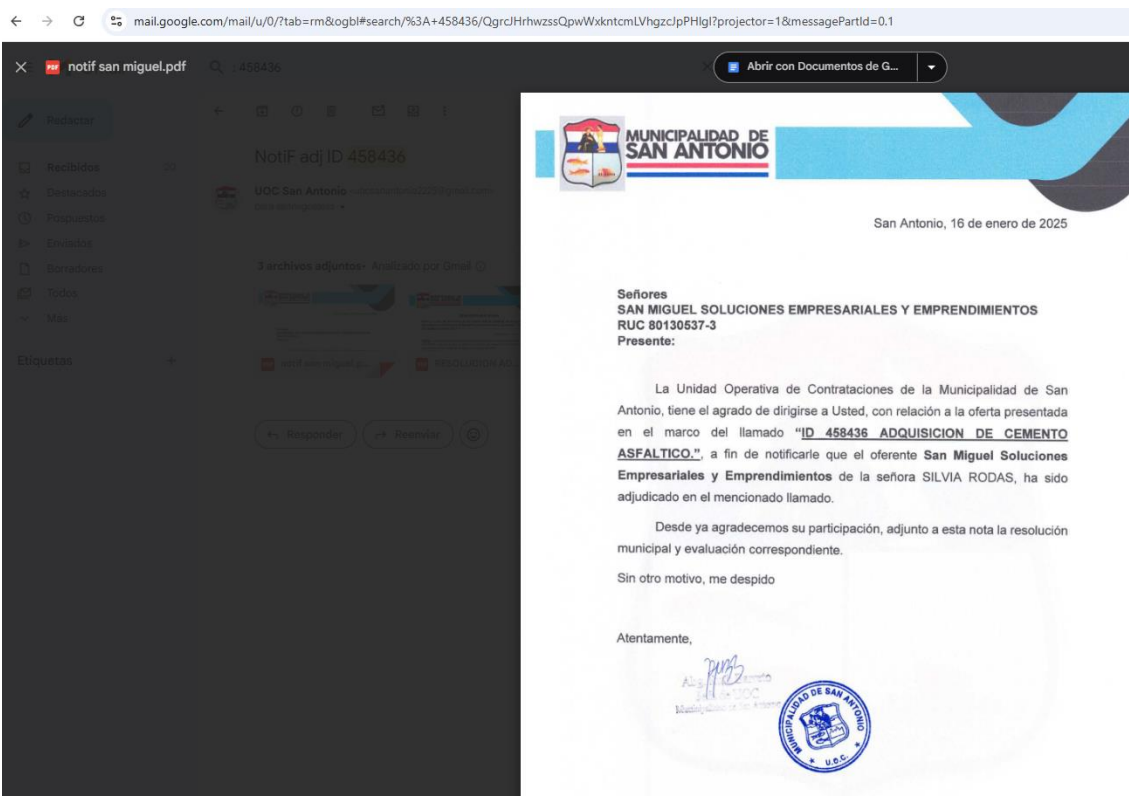 mail.google.com/mail/u/0/?tab=rm&ogbl#search/%3A+458436/QgrcJHrhwzssQpwWxkntcmLVhgzcJpPHlgl?projector=1&messagePartId=0.1
notif san miguel.pdf
: 458436
Abrir con Documentos de G...
Redactar
Recibidos
Destacados
Pospuestos
Enviados
Borradores
Todos
Más
Etiquetas
NotiF adj ID 458436
UOC San Antonio
3 archivos adjuntos • Analizado por Gmail
notif san miguel.p...
RESOLUCION AD...
Responder
Reenviar
MUNICIPALIDAD DE
SAN ANTONIO
San Antonio, 16 de enero de 2025
Señores
SAN MIGUEL SOLUCIONES EMPRESARIALES Y EMPRENDIMIENTOS
RUC 80130537-3
Presente:
La Unidad Operativa de Contrataciones de la Municipalidad de San
Antonio, tiene el agrado de dirigirse a Usted, con relación a la oferta presentada
en el marco del llamado "ID 458436 ADQUISICION DE CEMENTO
ASFALTICO.", a fin de notificarle que el oferente San Miguel Soluciones
Empresariales y Emprendimientos de la señora SILVIA RODAS, ha sido
adjudicado en el mencionado llamado.
Desde ya agradecemos su participación, adjunto a esta nota la resolución
municipal y evaluación correspondiente.
Sin otro motivo, me despido
Atentamente,
MUNICIPALIDAD DE SAN ANTONIO
U.O.C.